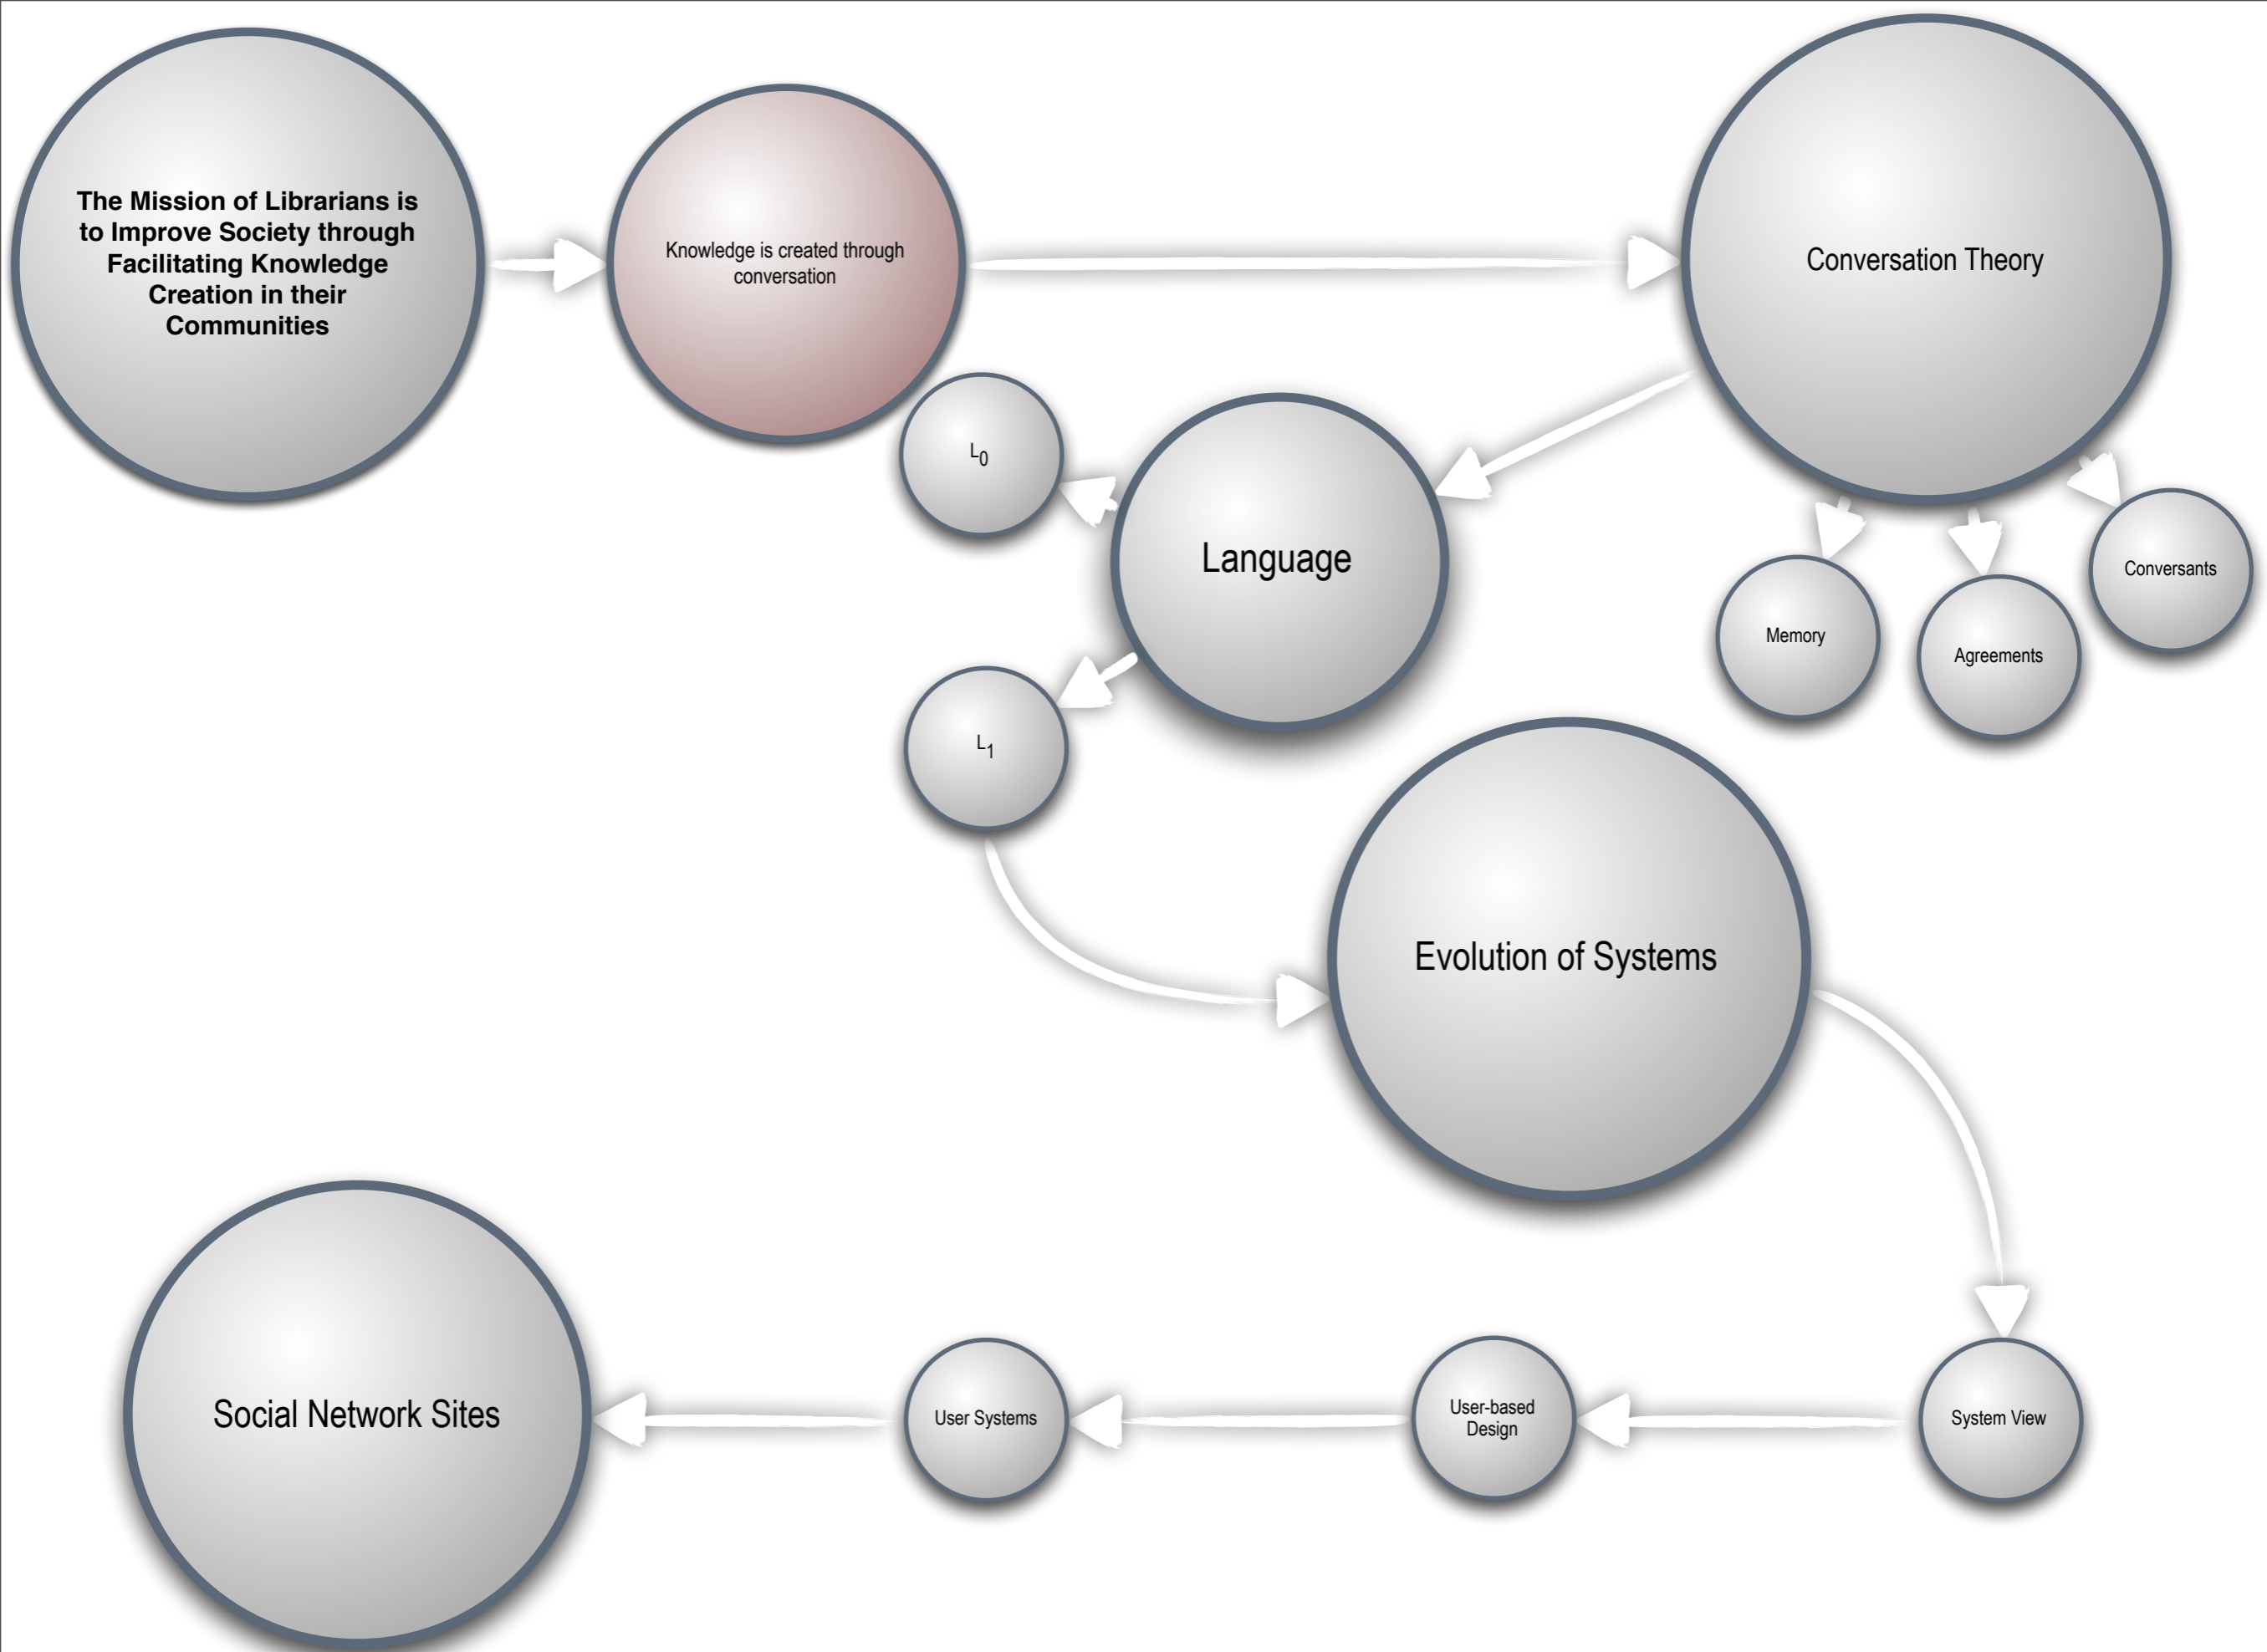 The Mission of Librarians is
to Improve Society through
Facilitating Knowledge
Creation in their
Communities
Knowledge is created through
conversation
Conversation Theory
L0
Language
Memory
Agreements
Conversants
L1
Evolution of Systems
Social Network Sites
User Systems
User-based
Design
System View